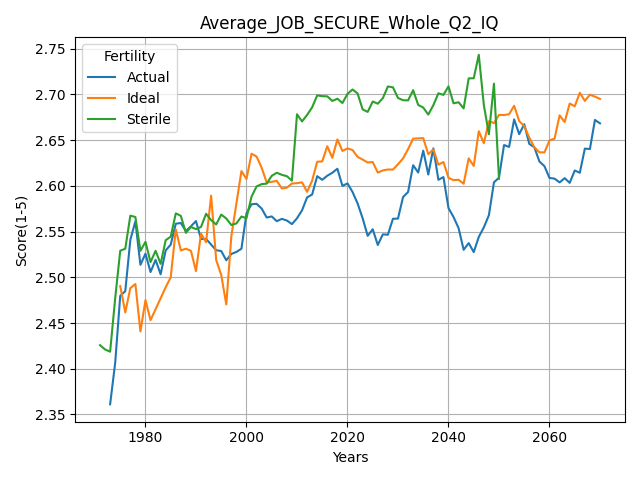 Average_JOB_SECURE_Whole_Q2_IQ
Fertility
Actual
Ideal
Sterile
Score(1-5)
2.75
2.70
2.65
2.60
2.55
2.50
2.45
2.40
2.35
1980 2000 2020 2040 2060
Years